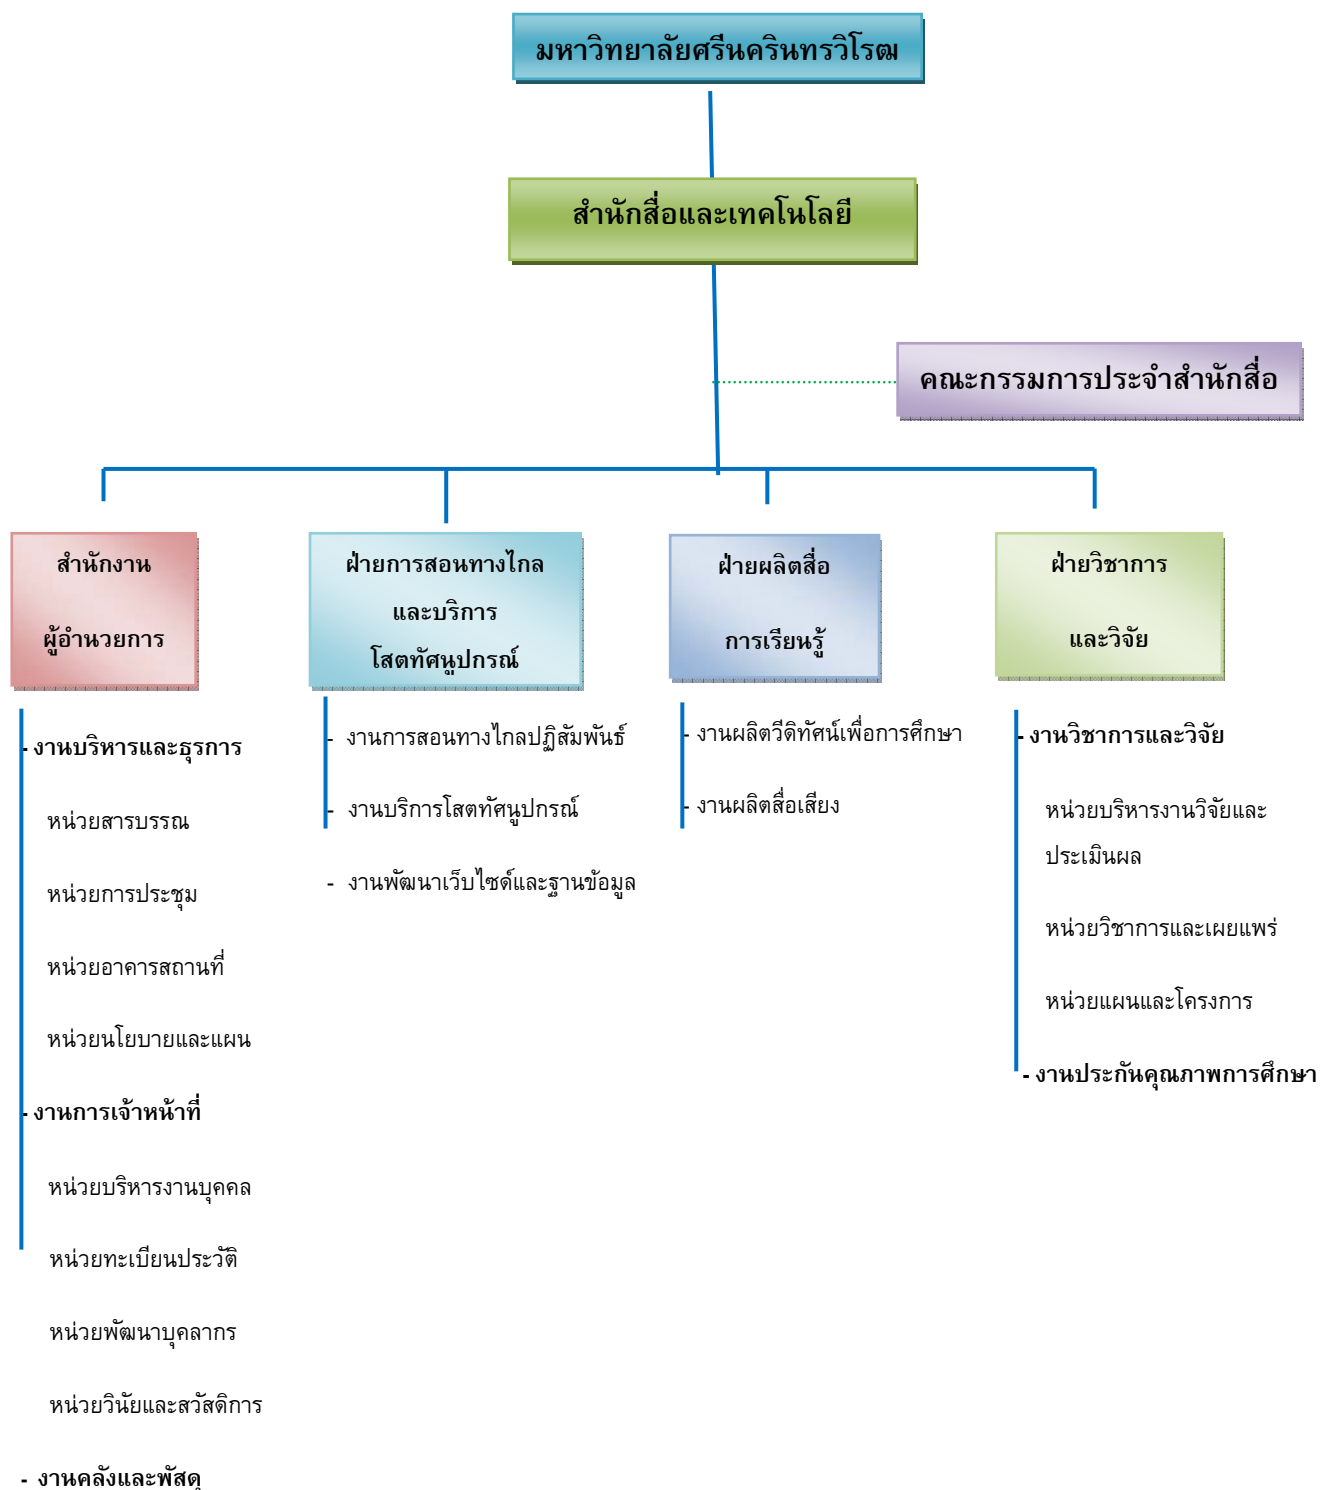 มหาวิทยาลัยศรีนครินทรวิโรฒ
สำนักสื่อและเทคโนโลยี
คณะกรรมการประจำสำนักสื่อ
สำนักงาน
ผู้อำนวยการ
- งานบริหารและธุรการ
หน่วยสารบรรณ
หน่วยการประชุม
หน่วยอาคารสถานที่
หน่วยนโยบายและแผน
- งานการเจ้าหน้าที่
หน่วยบริหารงานบุคคล
หน่วยทะเบียนประวัติ
หน่วยพัฒนาบุคลากร
หน่วยวินัยและสวัสดิการ
- งานคลังและพัสดุ
ฝ่ายการสอนทางไกล
และบริการ
โสตทัศนูปกรณ์
- งานการสอนทางไกลปฏิสัมพันธ์
- งานบริการโสตทัศนูปกรณ์
- งานพัฒนาเว็บไซด์และฐานข้อมูล
ฝ่ายผลิตสื่อ
การเรียนรู้
- งานผลิตวีดิทัศน์เพื่อการศึกษา
- งานผลิตสื่อเสียง
ฝ่ายวิชาการ
และวิจัย
- งานวิชาการและวิจัย
หน่วยบริหารงานวิจัยและ
ประเมินผล
หน่วยวิชาการและเผยแพร่
หน่วยแผนและโครงการ
- งานประกันคุณภาพการศึกษา